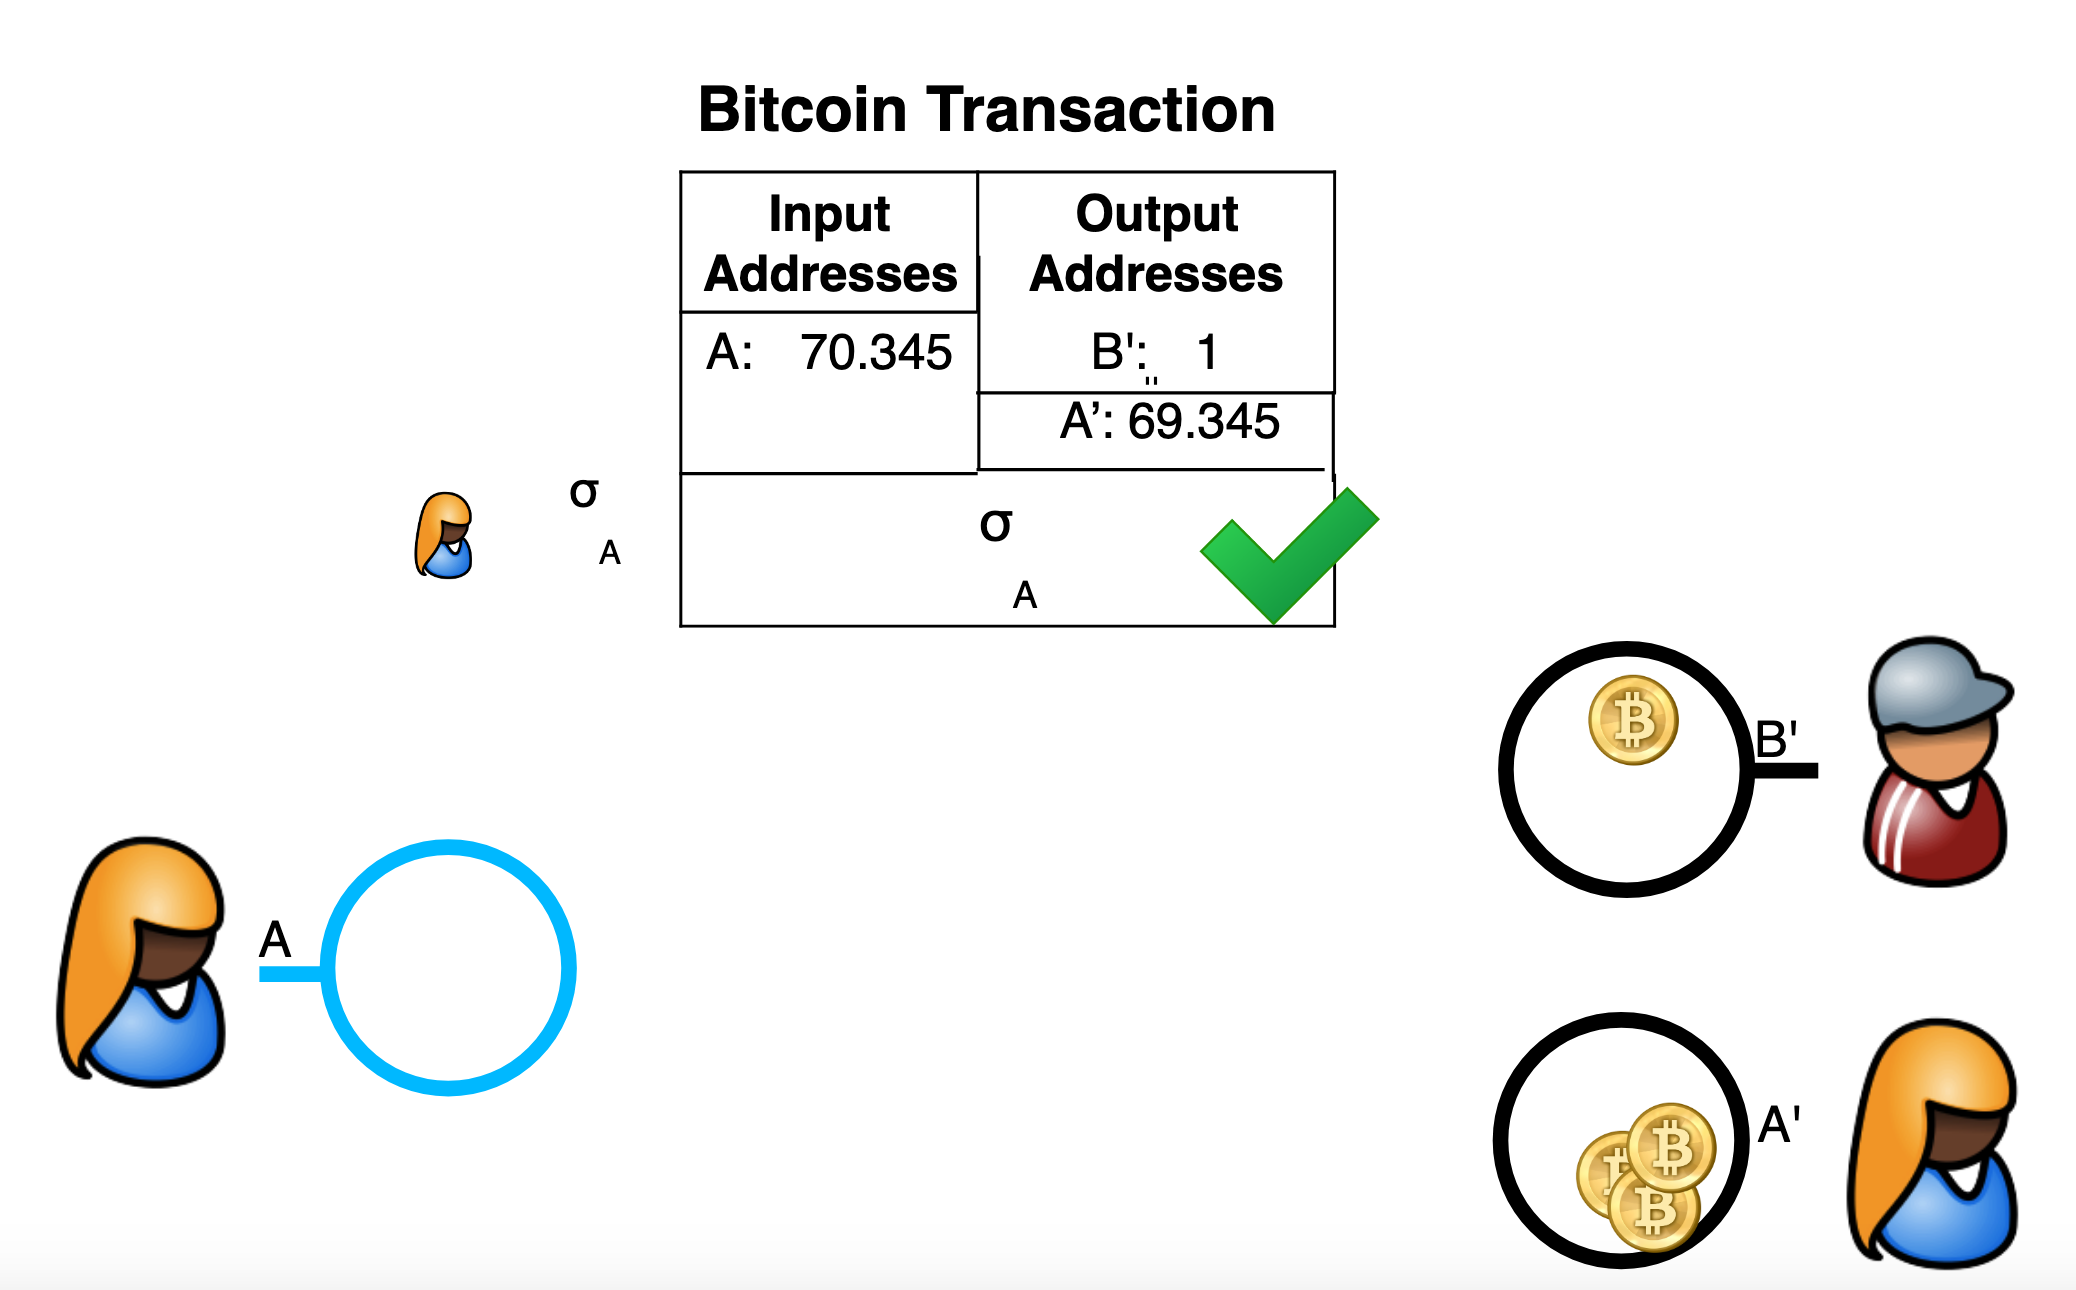 Bitcoin Transaction
Input
Addresses
Output
Addresses
A: 70.345
B': 1
"
A’: 69.345
σ
A
σ
A
B'
A
A'